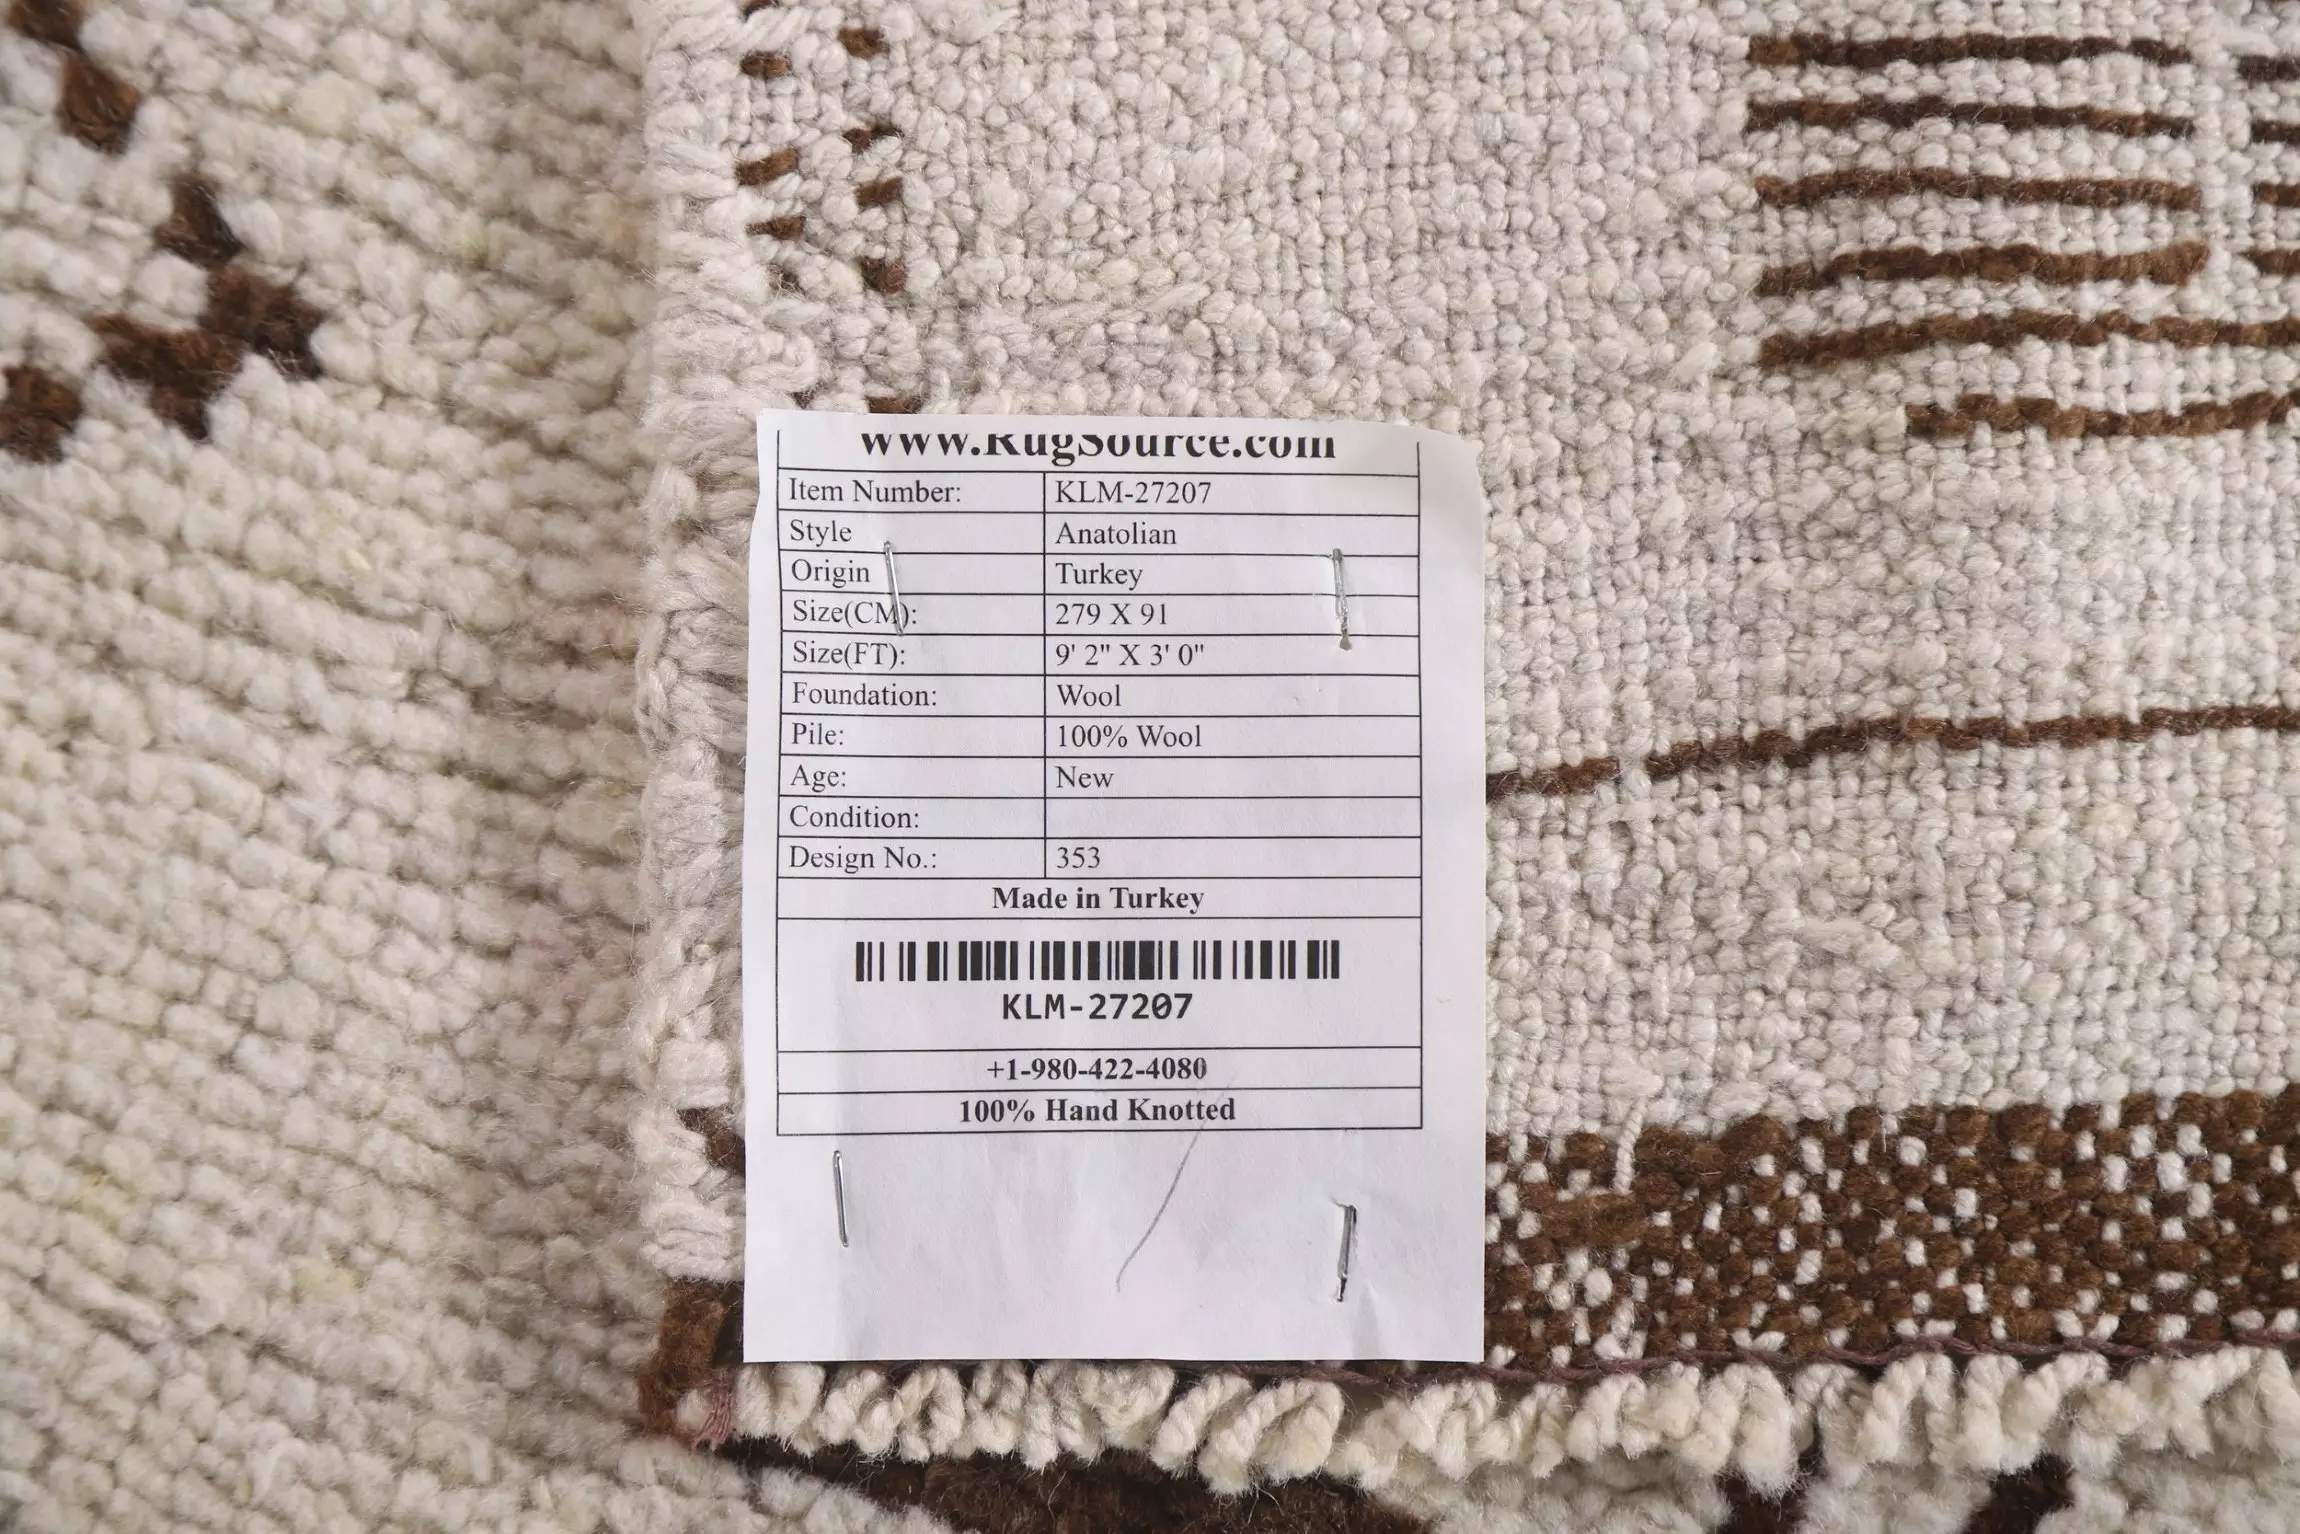 www.RugSource.com
Item Number: KLM-27207
Style Anatolian
Origin Turkey
Size(CM): 279 X 91
Size(FT): 9' 2" X 3' 0"
Foundation: Wool
Pile: 100% Wool
Age: New
Condition:
Design No.: 353
Made in Turkey
KLM-27207
+1-980-422-4080
100% Hand Knotted